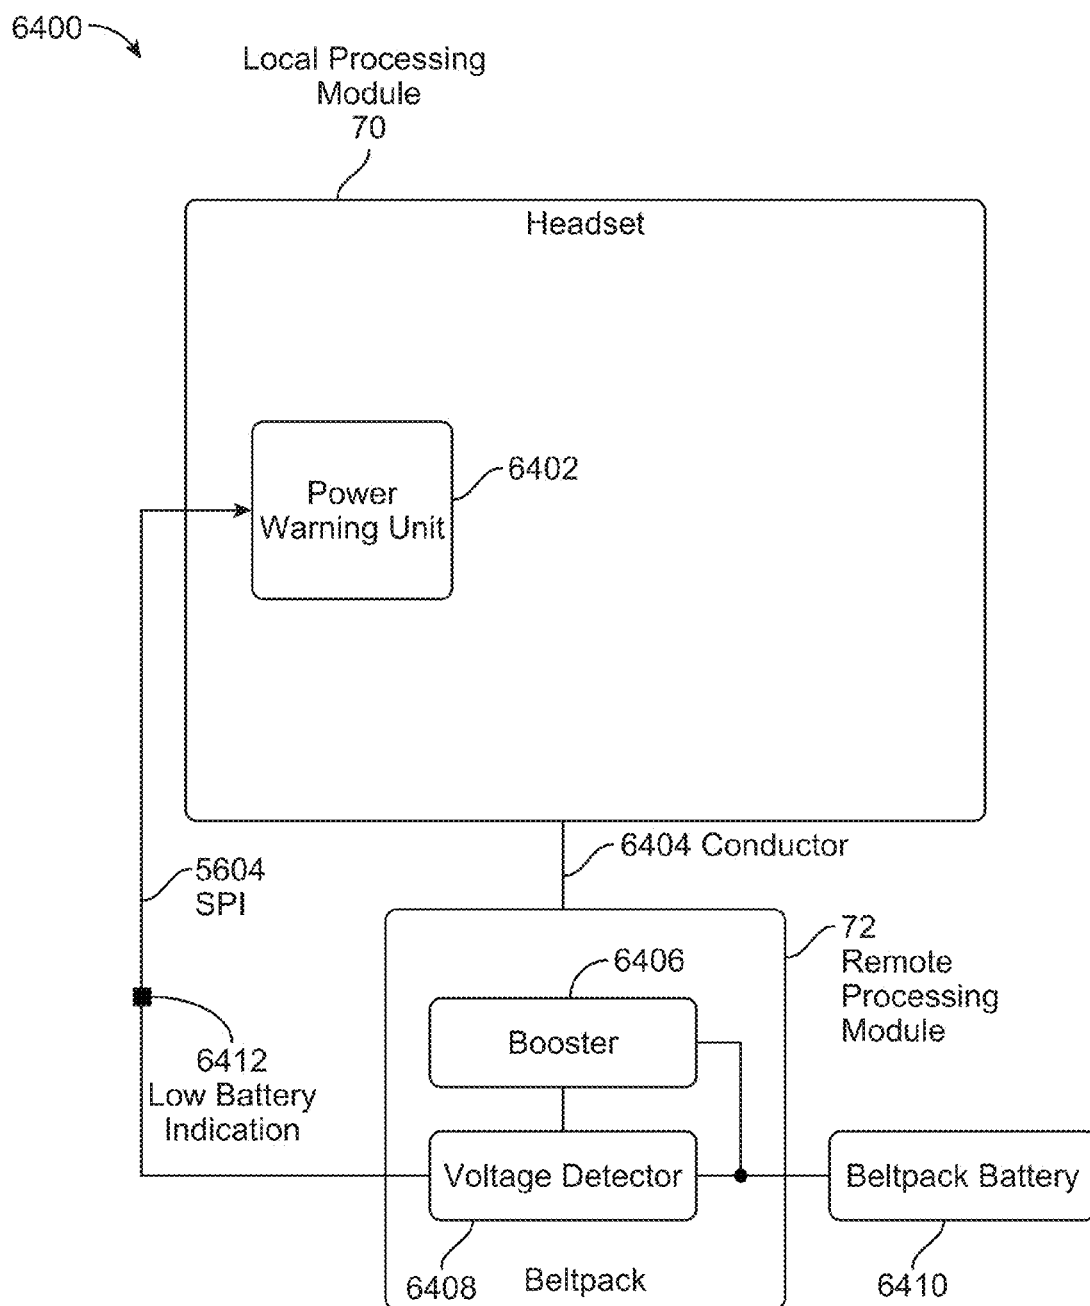 6400
Local Processing
Module
70
Headset
Power
Warning Unit
6402
6404 Conductor
5604
SPI
72
Remote
Processing
Module
6406
Booster
6412
Low Battery
Indication
Voltage Detector
Beltpack Battery
6408
Beltpack
6410